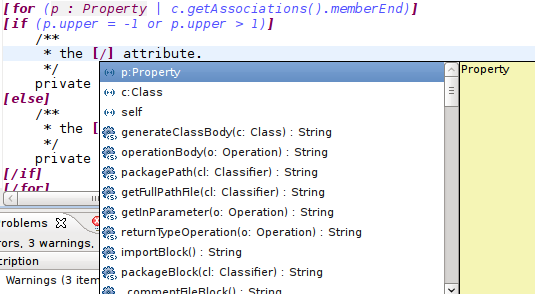 [for (p : Property | c.getAssociations().memberEnd)]
[if (p.upper = -1 or p.upper > 1)]
/**
* the [/] attribute.
*/
private
[else]
/**
* the [
*/
private
[/if]
[/for]
p:Property
c:Class
self
generateClassBody(c: Class) : String
operationBody(o: Operation) : String
packagePath(cl: Classifier) : String
getFullPathFile(cl: Classifier) : String
getInParameter(o: Operation) : String
returnTypeOperation(o: Operation) : String
importBlock() : String
packageBlock(cl: Classifier) : String
commentFileBlock() : String
Property
roblems
ors, 3 warnings,
cription
Warnings (3 item